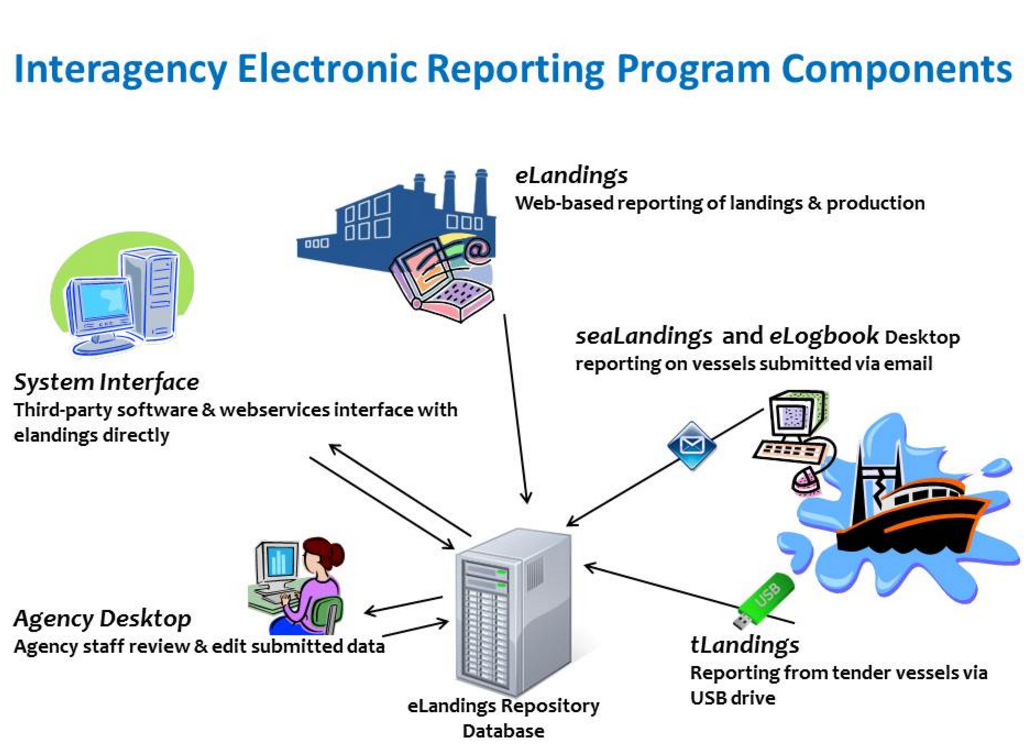 Interagency Electronic Reporting Program Components
eLandings
Web-based reporting of landings & production
@
seaLandings and eLogbook Desktop
reporting on vessels submitted via email
System Interface
Third-party software & webservices interface with
elandings directly
USB
Agency Desktop
Agency staff review & edit submitted data
tLandings
Reporting from tender vessels via
USB drive
eLandings Repository
Database